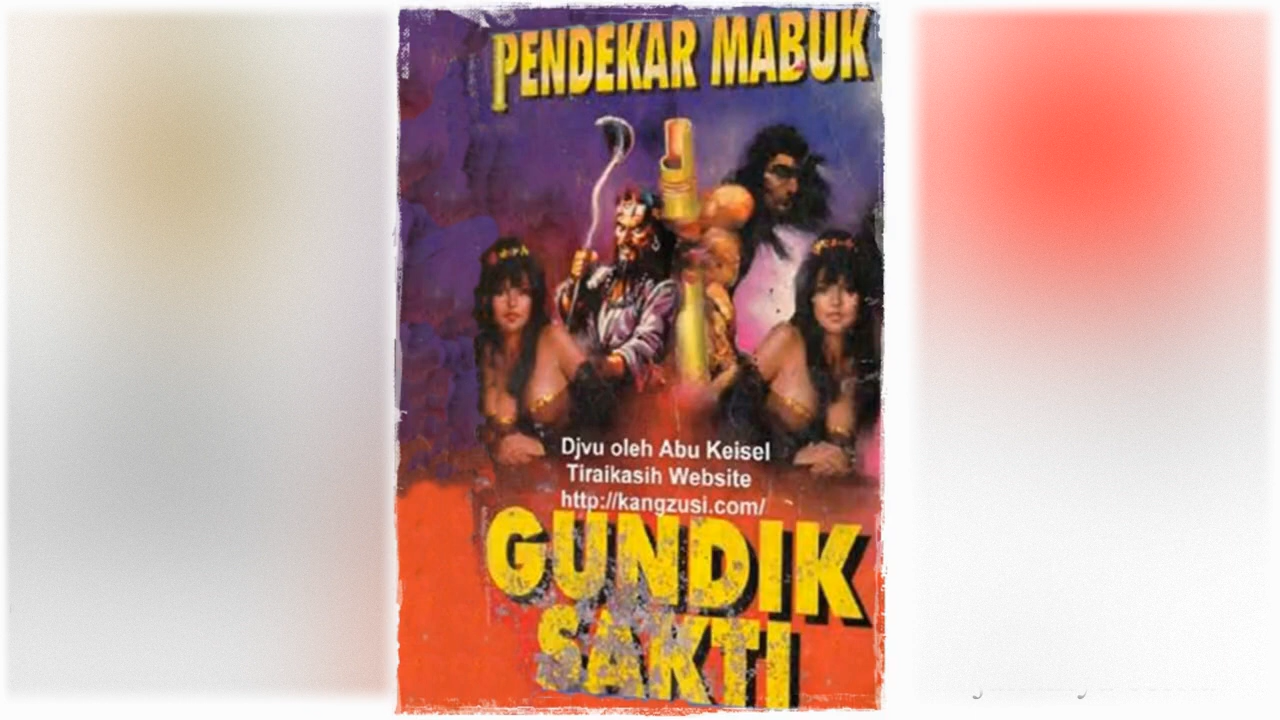 PENDEKAR MABUK
Djvu oleh Abu Keisel
Tiraikasih Website
http://kangzusi.com/
GUNDIK
SAKTI